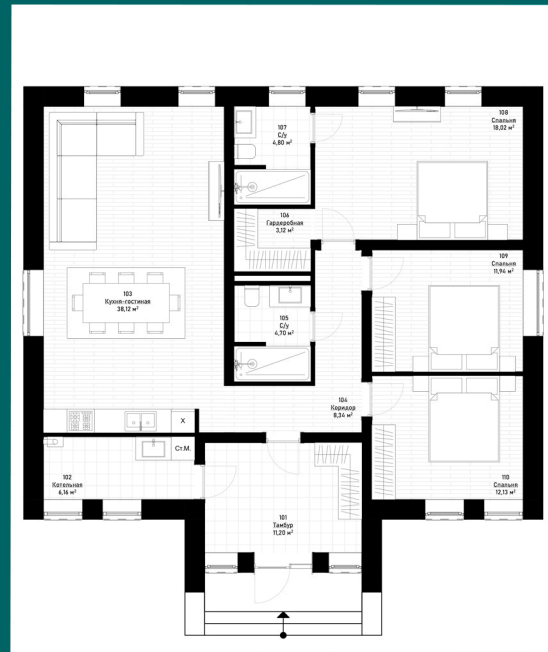 107
С/у
4,80 м²
108
Спальня
18,02 м²
106
Гардеробная
3,12 м²
109
Спальня
11,94 м²
103
Кухня-гостиная
38,12 м²
105
С/у
4,70 м²
104
Коридор
8,34 м²
X
Ст.М.
102
Котельная
6,16 м²
110
Спальня
12,13 м²
101
Тамбур
11,20 м²